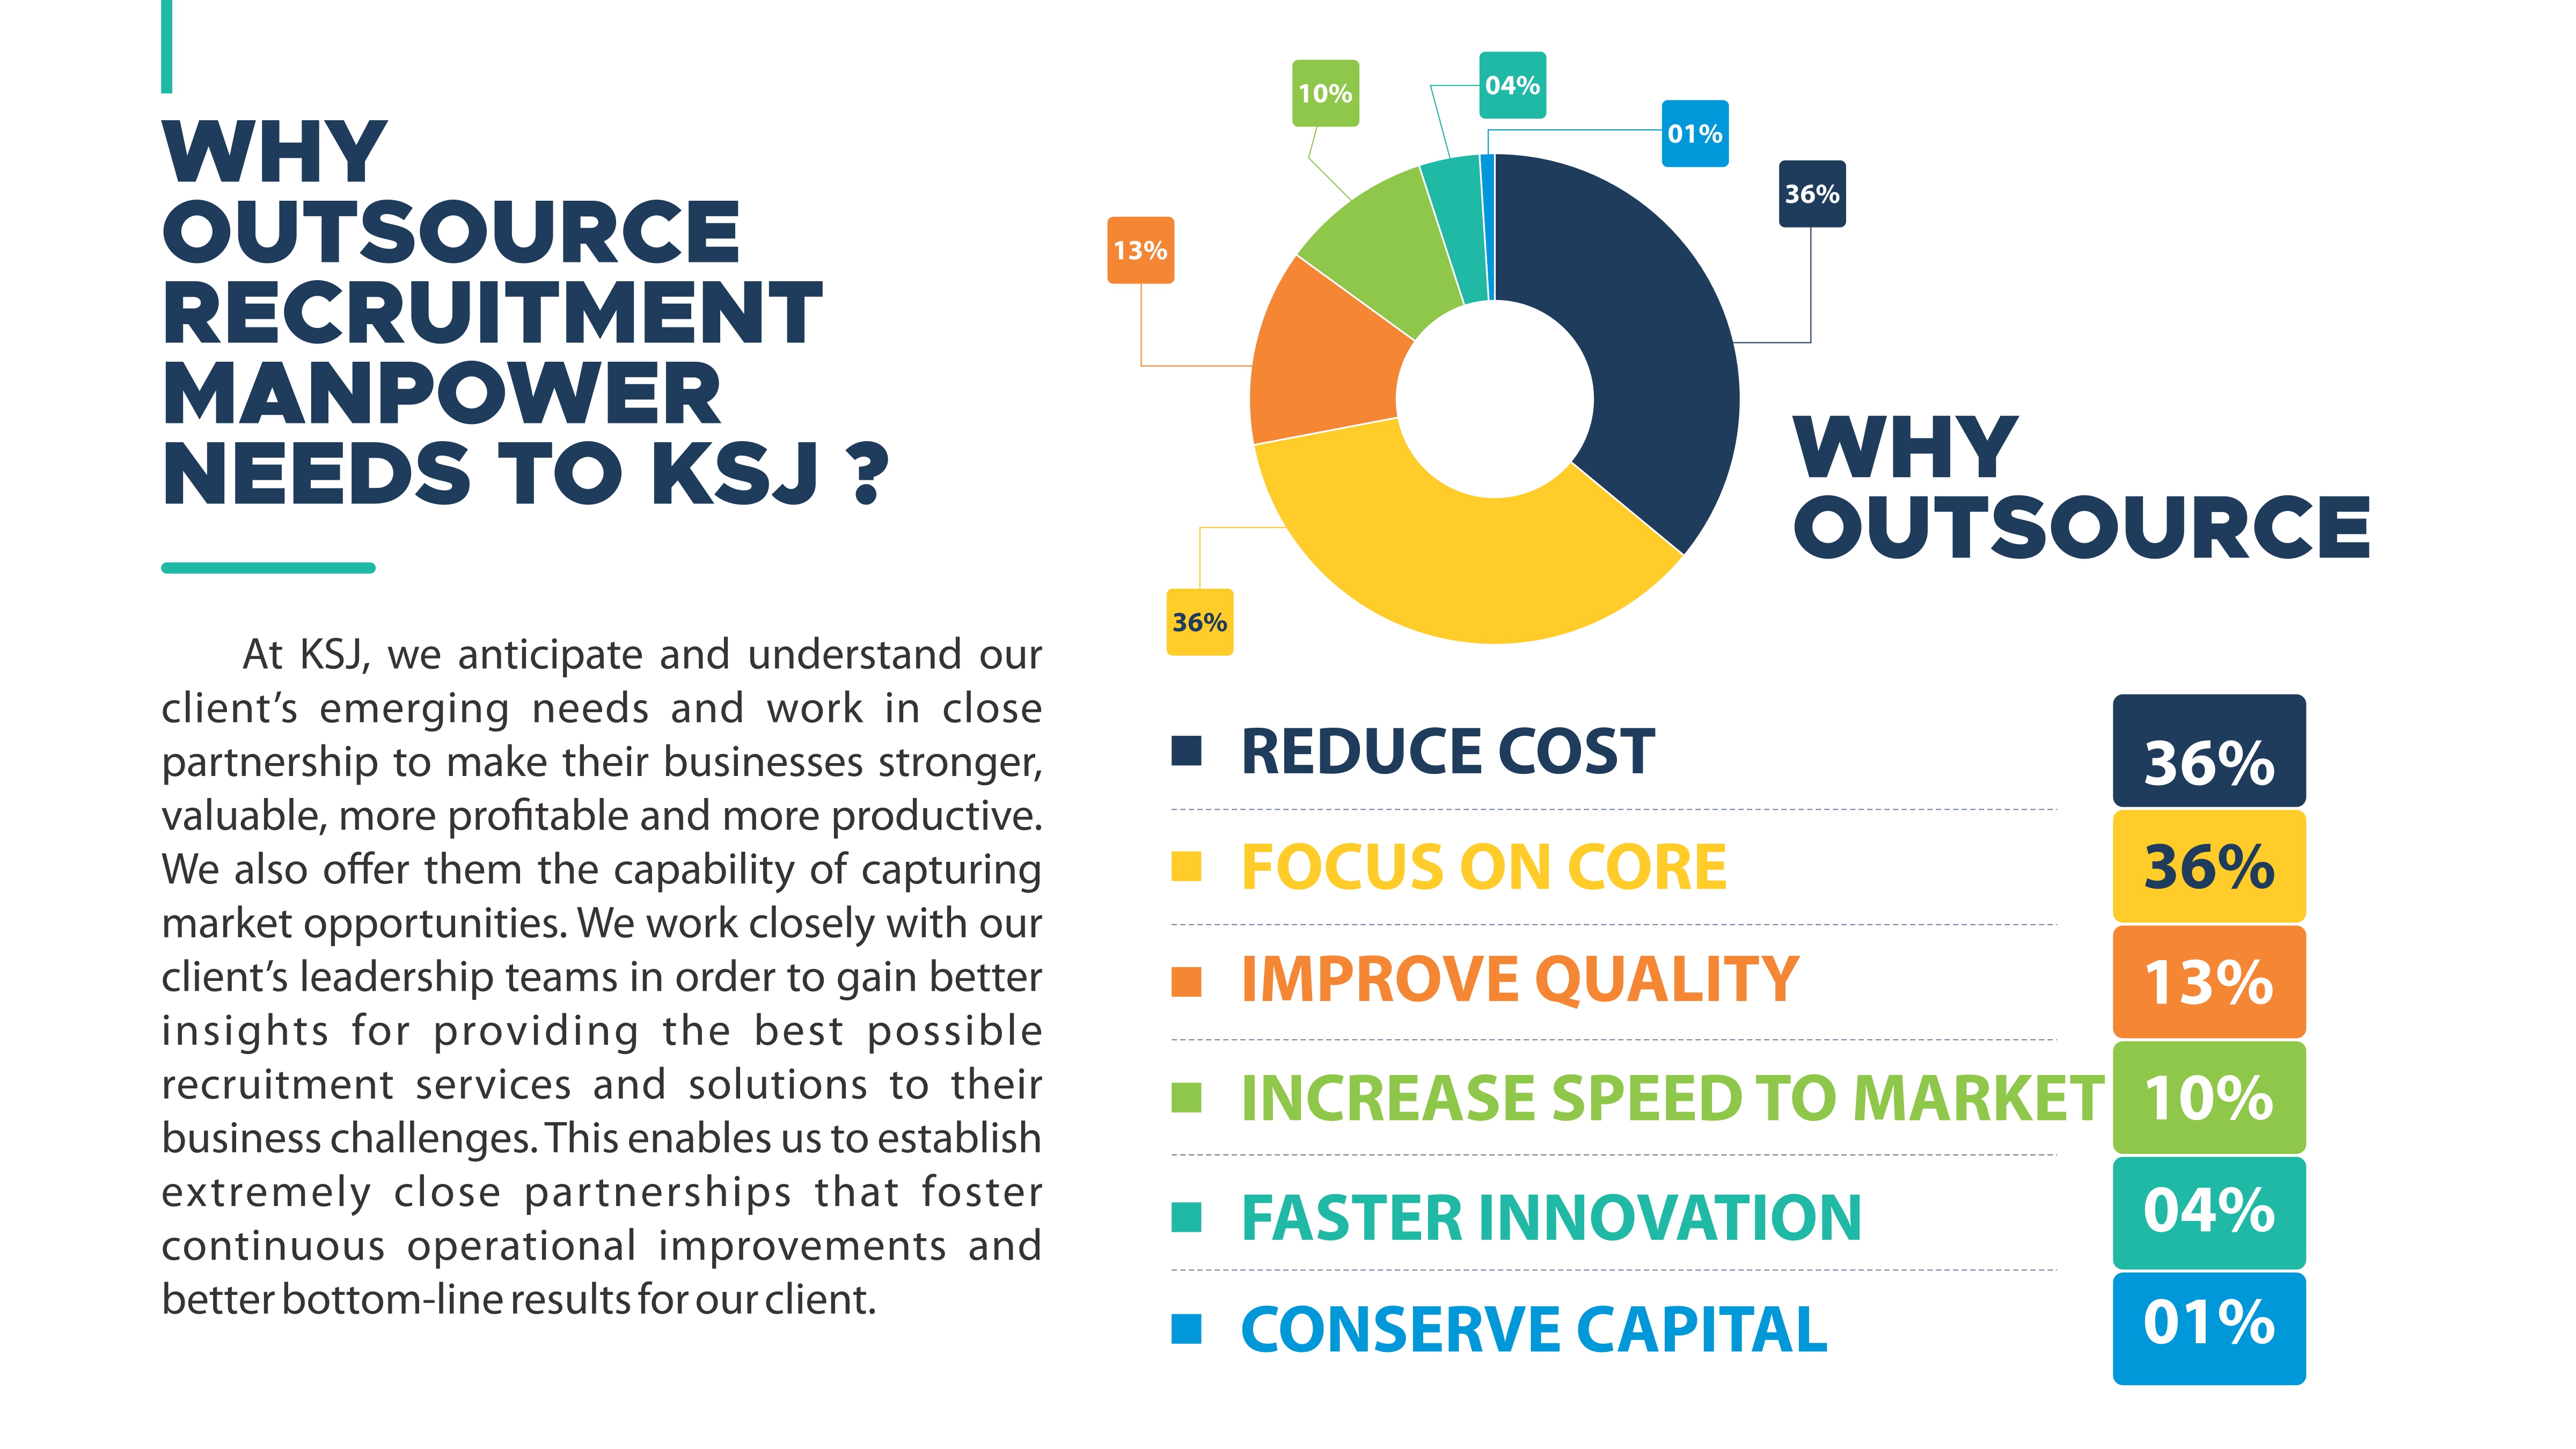 WHY
OUTSOURCE
RECRUITMENT
MANPOWER
NEEDS TO KSJ ?
At KSJ, we anticipate and understand our
client’s emerging needs and work in close
partnership to make their businesses stronger,
valuable, more profitable and more productive.
We also offer them the capability of capturing
market opportunities. We work closely with our
client’s leadership teams in order to gain better
insights for providing the best possible
recruitment services and solutions to their
business challenges. This enables us to establish
extremely close partnerships that foster
continuous operational improvements and
better bottom-line results for our client.
10%
04%
01%
36%
13%
36%
WHY
OUTSOURCE
REDUCE COST 36%
FOCUS ON CORE 36%
IMPROVE QUALITY 13%
INCREASE SPEED TO MARKET 10%
FASTER INNOVATION 04%
CONSERVE CAPITAL 01%